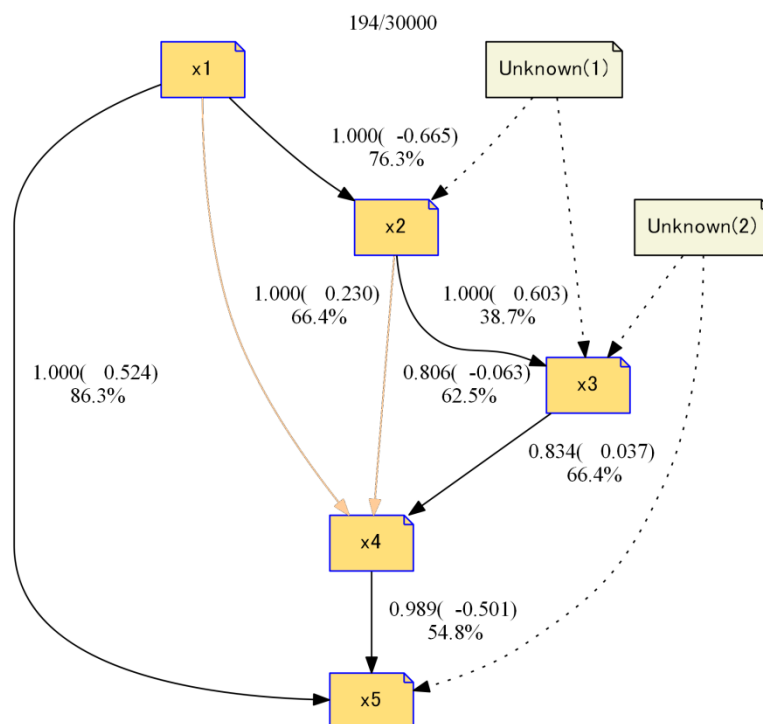 194/30000
x1
Unknown(1)
1.000( -0.665)
76.3%
x2
Unknown(2)
1.000( 0.230)
66.4%
1.000( 0.603)
38.7%
1.000( 0.524)
86.3%
0.806( -0.063)
62.5%
x3
0.834( 0.037)
66.4%
x4
0.989( -0.501)
54.8%
x5